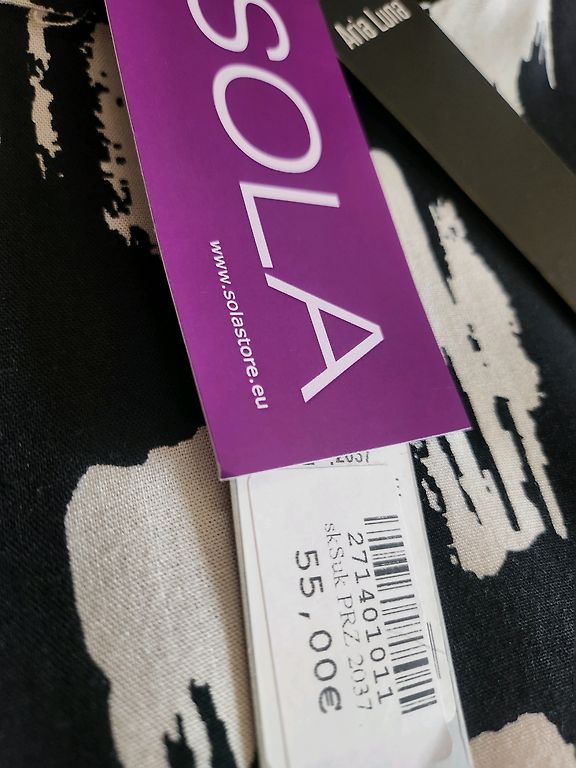 SOLA
www.solastore.eu
Aria Luna
271401011
skSuk PRZ 2037
55,00€